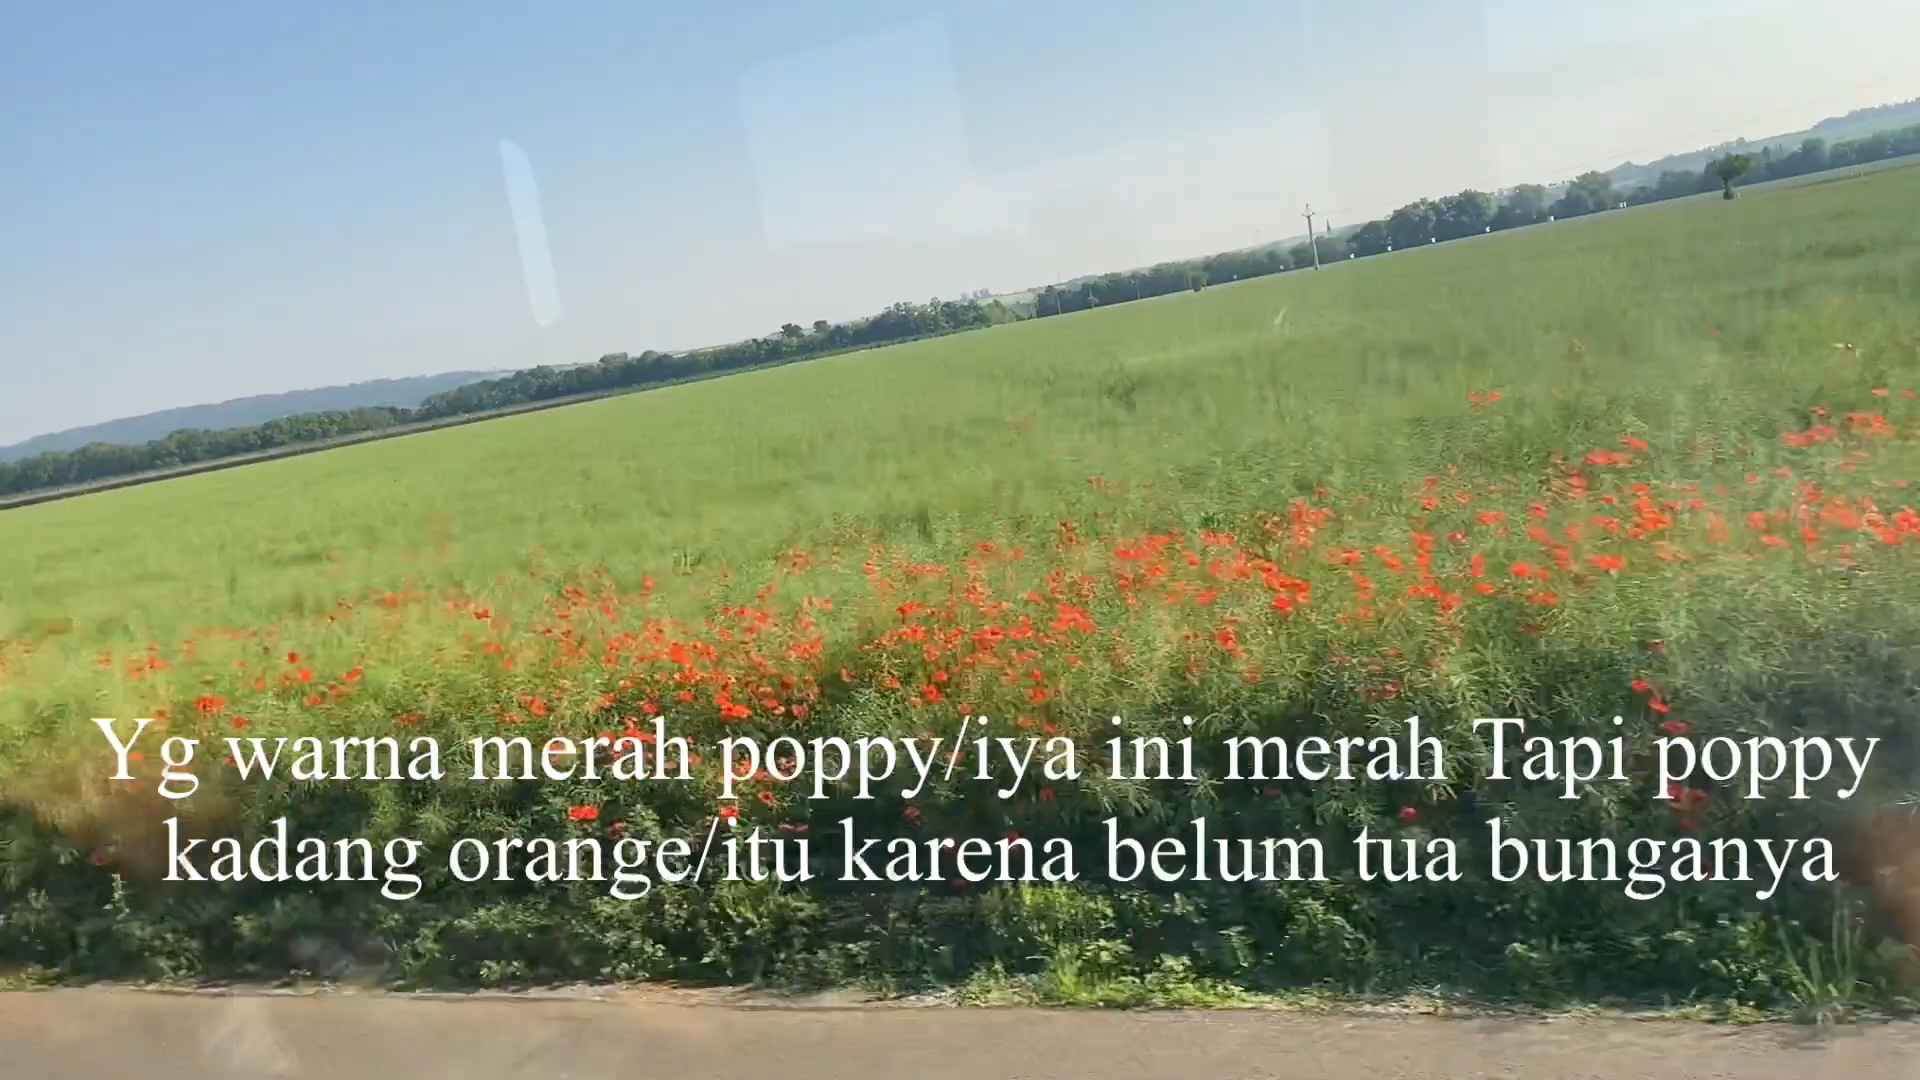 Yg warna merah poppy/iya ini merah Tapi poppy
kadang orange/itu karena belum tua bunganya